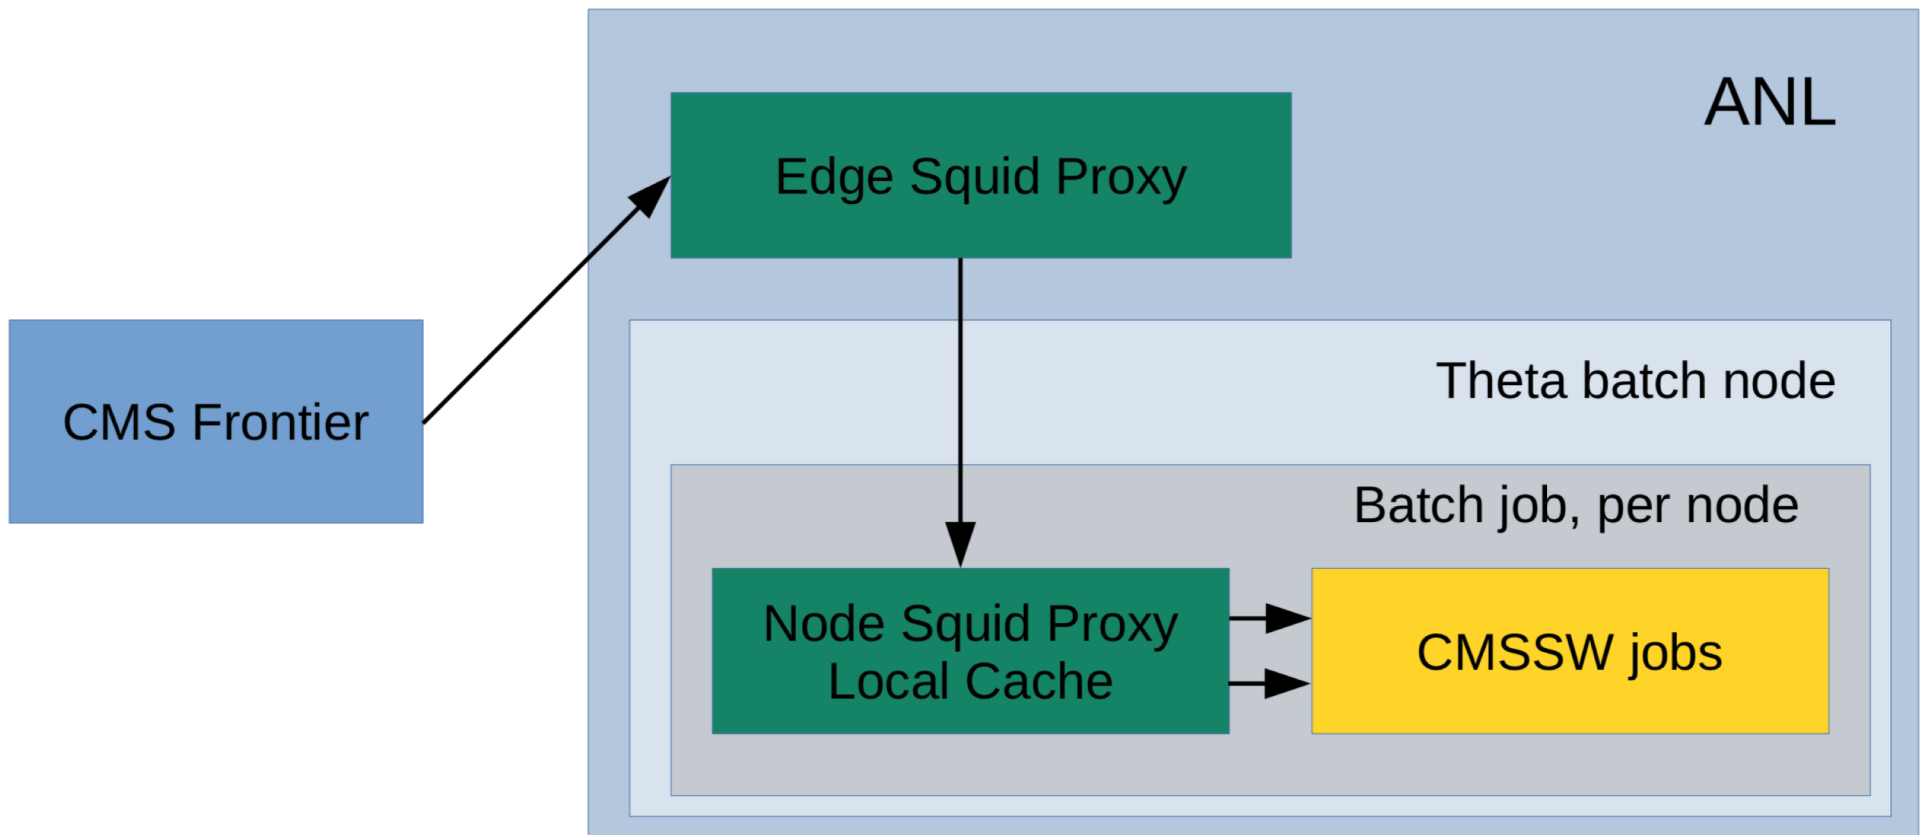 ANL
Edge Squid Proxy
CMS Frontier
Theta batch node
Batch job, per node
Node Squid Proxy
Local Cache
CMSSW jobs